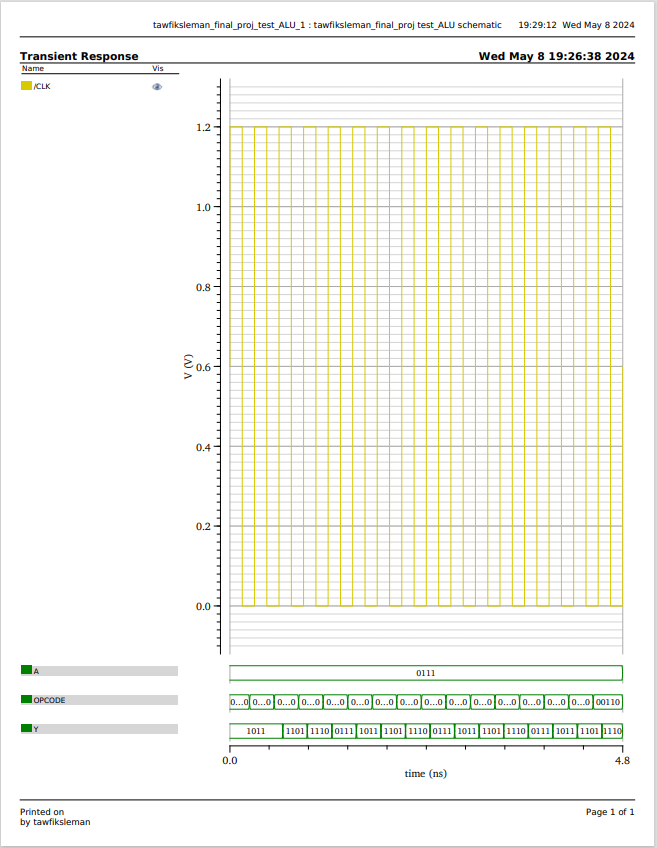 tawfiksleman_final_proj_test_ALU_1 : tawfiksleman_final_proj test_ALU schematic 19:29:12 Wed May 8 2024
Transient Response Wed May 8 19:26:38 2024
Name Vis
/CLK
1.2
1.0
0.8
V (V)
0.6
0.4
0.2
0.0
A 0111
OPCODE 0...0 0...0 0...0 0...0 0...0 0...0 0...0 0...0 0...0 0...0 0...0 0...0 0...0 0...0 0...0 00110
Y 1011 1101 1110 0111 1011 1101 1110 0111 1011 1101 1110 0111 1011 1101 1110
0.0 4.8
time (ns)
Printed on Page 1 of 1
by tawfiksleman